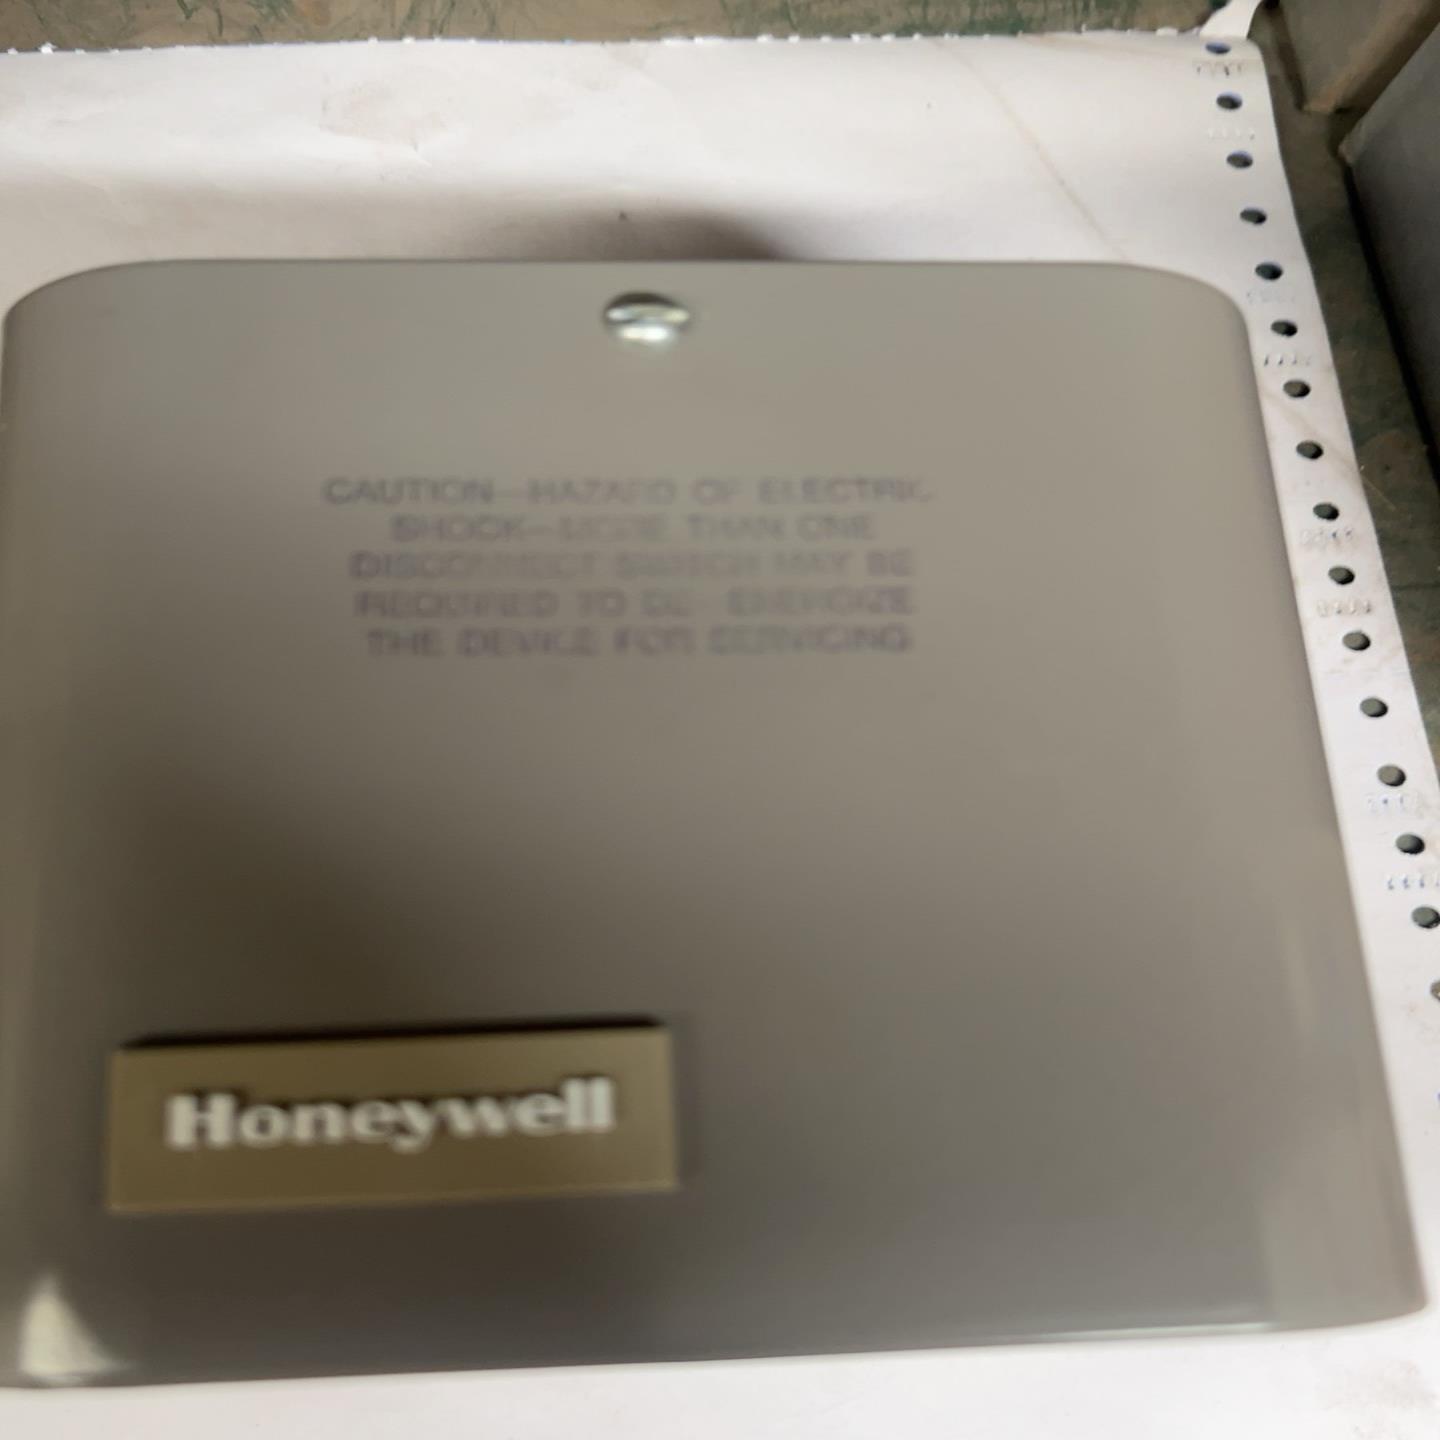 CAUTION—HAZARD OF ELECTRIC
SHOCK—MORE THAN ONE
DISCONNECT SWITCH MAY BE
REQUIRED TO DE-ENERGIZE
THE DEVICE FOR SERVICING
Honeywell